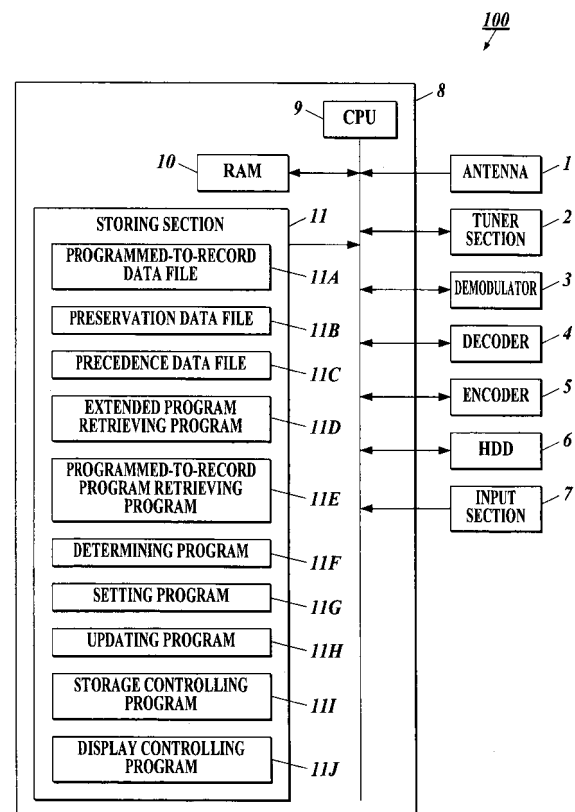 100
8
9
CPU
10
RAM
ANTENNA
1
STORING SECTION
11
TUNER
SECTION
2
PROGRAMMED-TO-RECORD
DATA FILE
11A
DEMODULATOR
3
PRESERVATION DATA FILE
11B
DECODER
4
PRECEDENCE DATA FILE
11C
ENCODER
5
EXTENDED PROGRAM
RETRIEVING PROGRAM
11D
HDD
6
PROGRAMMED-TO-RECORD
PROGRAM RETRIEVING
PROGRAM
11E
INPUT
SECTION
7
DETERMINING PROGRAM
11F
SETTING PROGRAM
11G
UPDATING PROGRAM
11H
STORAGE CONTROLLING
PROGRAM
11I
DISPLAY CONTROLLING
PROGRAM
11J